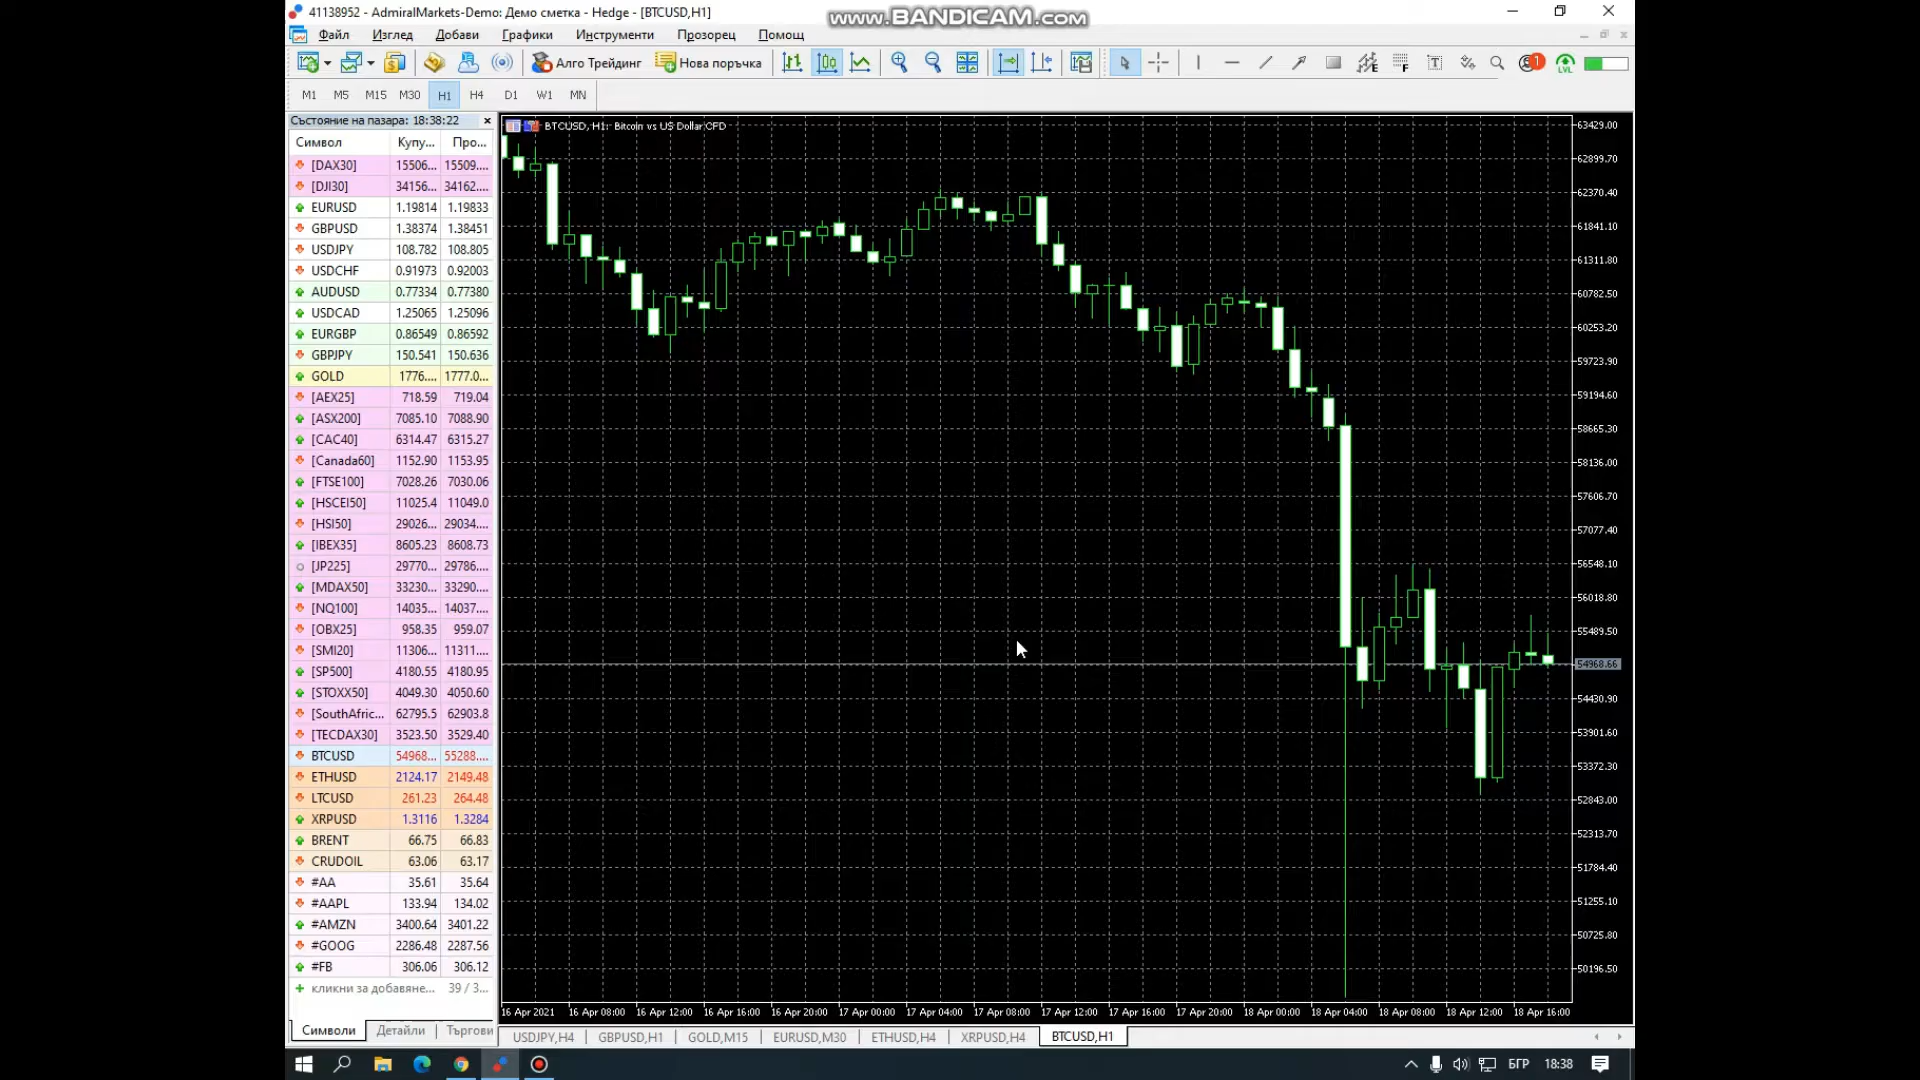 41138952 - AdmiralMarkets-Demo: Демо сметка - Hedge - [BTCUSD,H1]
www.BANDICAM.com
Файл Изглед Добави Графики Инструменти Прозорец Помощ
Алго Трейдинг Нова поръчка
M1 M5 M15 M30 H1 H4 D1 W1 MN
Състояние на пазара: 18:38:22
Символ Купу... Про...
[DAX30] 15506... 15509....
[DJI30] 34156... 34162....
EURUSD 1.19814 1.19833
GBPUSD 1.38374 1.38451
USDJPY 108.782 108.805
USDCHF 0.91973 0.92003
AUDUSD 0.77334 0.77380
USDCAD 1.25065 1.25096
EURGBP 0.86549 0.86592
GBPJPY 150.541 150.636
GOLD 1776.... 1777.0...
[AEX25] 718.59 719.04
[ASX200] 7085.10 7088.90
[CAC40] 6314.47 6315.27
[Canada60] 1152.90 1153.95
[FTSE100] 7028.26 7030.06
[HSCEI50] 11025.4 11049.0
[HSI50] 29026... 29034....
[IBEX35] 8605.23 8608.73
[JP225] 29770... 29786....
[MDAX50] 33230... 33290....
[NQ100] 14035... 14037....
[OBX25] 958.35 959.07
[SMI20] 11306... 11311....
[SP500] 4180.55 4180.95
[STOXX50] 4049.30 4050.60
[SouthAfric... 62795.5 62903.8
[TECDAX30] 3523.50 3529.40
BTCUSD 54968... 55288....
ETHUSD 2124.17 2149.48
LTCUSD 261.23 264.48
XRPUSD 1.3116 1.3284
BRENT 66.75 66.83
CRUDOIL 63.06 63.17
#AA 35.61 35.64
#AAPL 133.94 134.02
#AMZN 3400.64 3401.22
#GOOG 2286.48 2287.56
#FB 306.06 306.12
кликни за добавяне... 39 / 3...
Символи Детайли Търгови
BTCUSD, H1: Bitcoin vs US Dollar CFD
63429.00
62899.70
62370.40
61841.10
61311.80
60782.50
60253.20
59723.90
59194.60
58665.30
58136.00
57606.70
57077.40
56548.10
56018.80
55489.50
54968.66
54430.90
53901.60
53372.30
52843.00
52313.70
51784.40
51255.10
50725.80
50196.50
16 Apr 2021 16 Apr 08:00 16 Apr 12:00 16 Apr 16:00 16 Apr 20:00 17 Apr 00:00 17 Apr 04:00 17 Apr 08:00 17 Apr 12:00 17 Apr 16:00 17 Apr 20:00 18 Apr 00:00 18 Apr 04:00 18 Apr 08:00 18 Apr 12:00 18 Apr 16:00
USDJPY,H4 GBPUSD,H1 GOLD,M15 EURUSD,M30 ETHUSD,H4 XRPUSD,H4 BTCUSD,H1
БГР 18:38